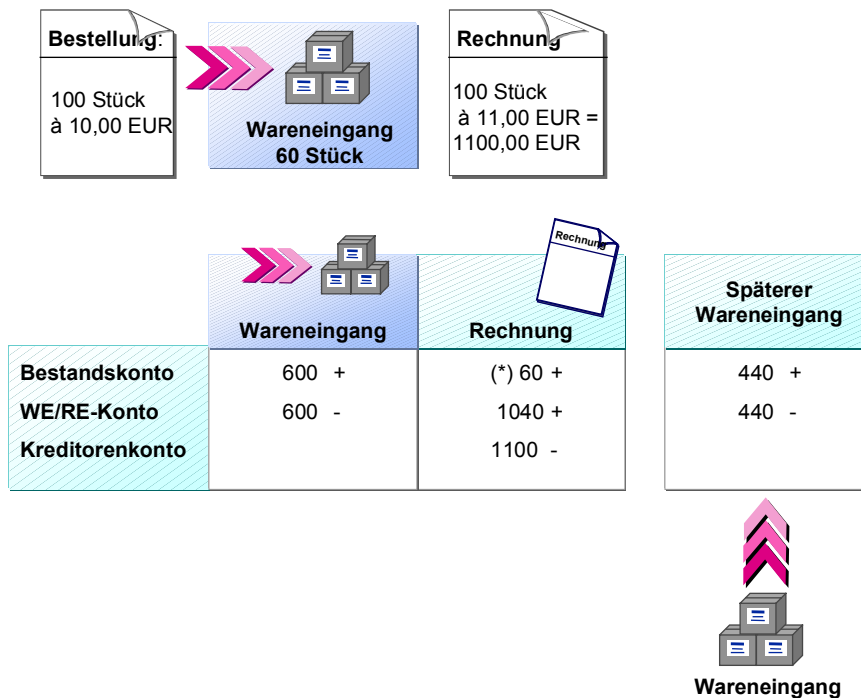 Bestellung:
100 Stück
à 10,00 EUR
Wareneingang
60 Stück
Rechnung
100 Stück
à 11,00 EUR =
1100,00 EUR
Rechnung
Wareneingang
Rechnung
Späterer
Wareneingang
Bestandskonto 600 + (*) 60 + 440 +
WE/RE-Konto 600 - 1040 + 440 -
Kreditorenkonto 1100 -
Wareneingang